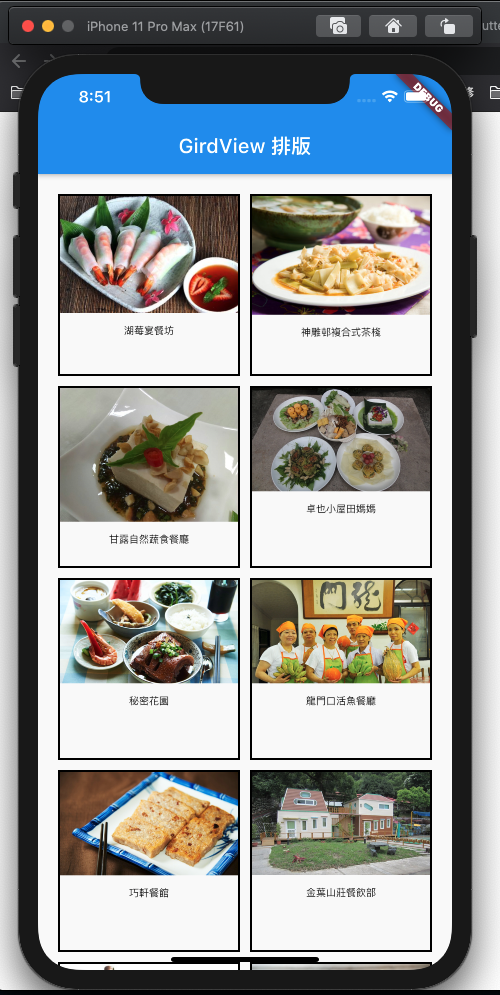 iPhone 11 Pro Max (17F61)
8:51
DEBUG
GirdView 排版
湖莓宴餐坊
神雕邨複合式茶棧
甘露自然蔬食餐廳
卓也小屋田媽媽
龍門
秘密花園
龍門口活魚餐廳
巧軒餐館
金葉山莊餐飲部